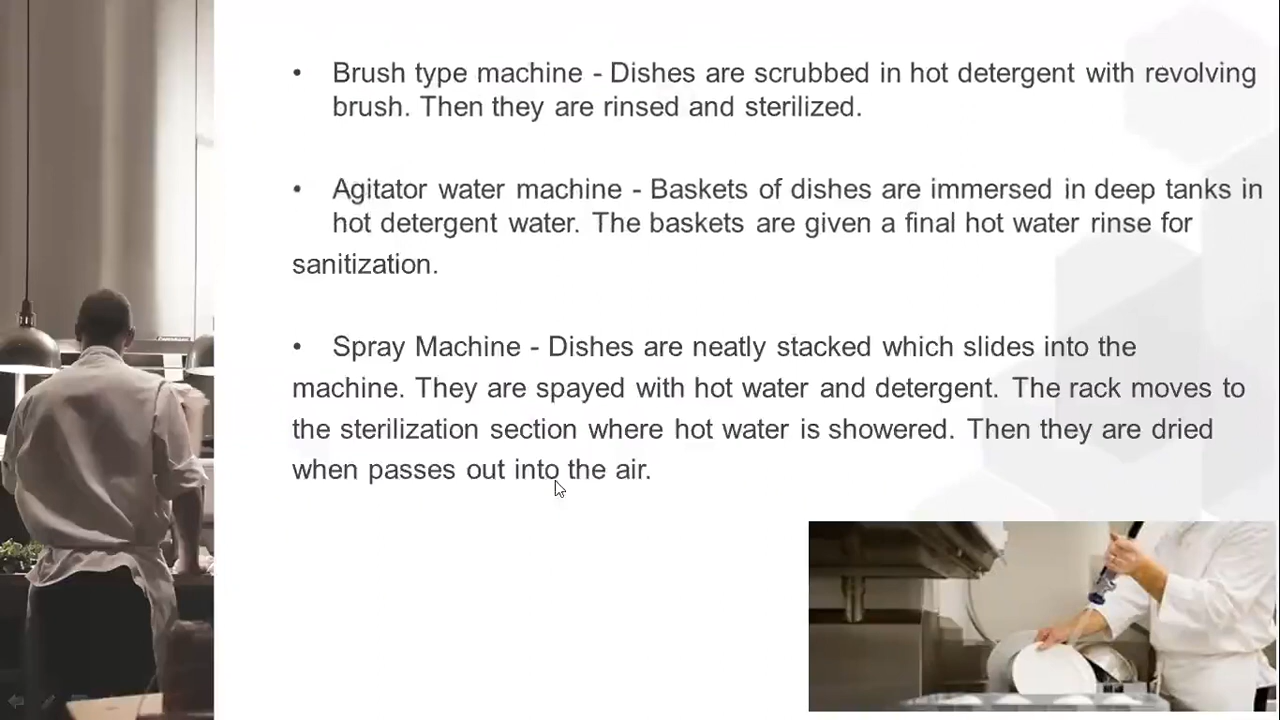 • Brush type machine - Dishes are scrubbed in hot detergent with revolving
brush. Then they are rinsed and sterilized.
• Agitator water machine - Baskets of dishes are immersed in deep tanks in
hot detergent water. The baskets are given a final hot water rinse for
sanitization.
• Spray Machine - Dishes are neatly stacked which slides into the
machine. They are spayed with hot water and detergent. The rack moves to
the sterilization section where hot water is showered. Then they are dried
when passes out into the air.